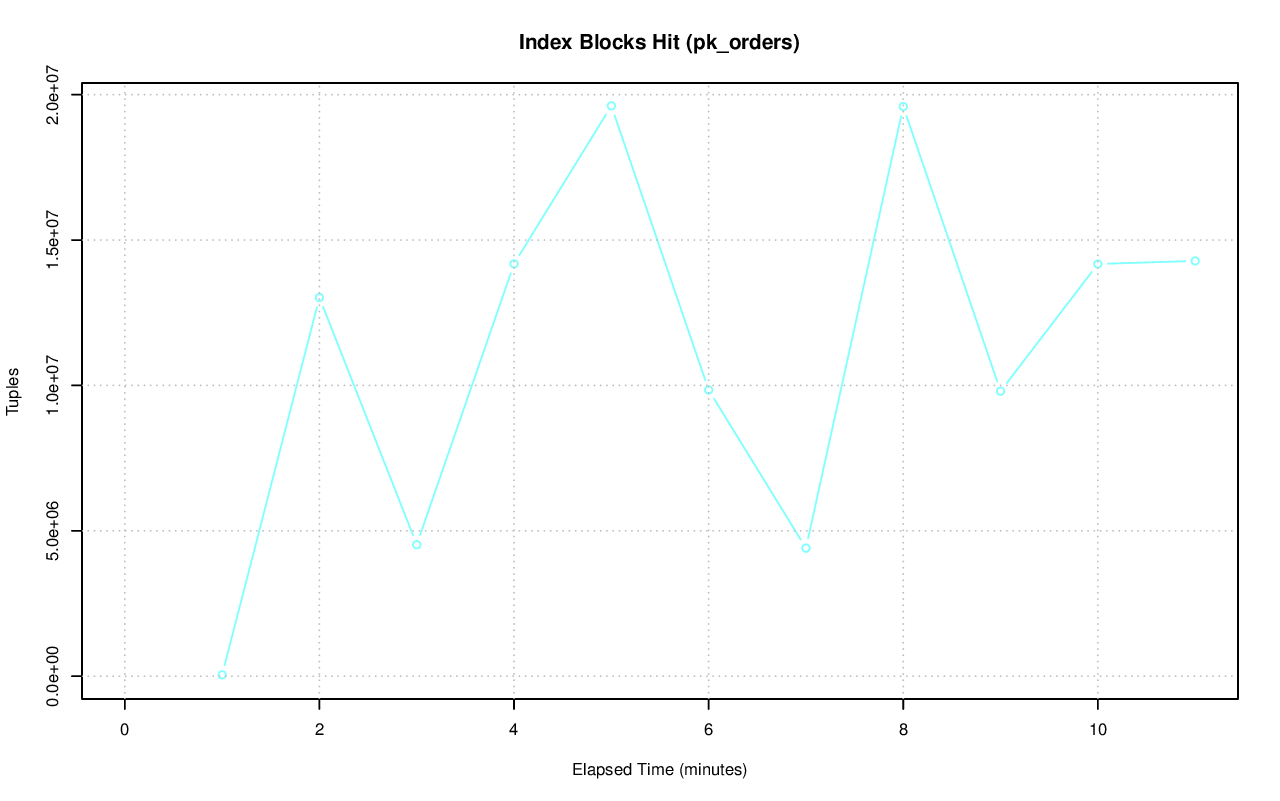 Index Blocks Hit (pk_orders)
Tuples
2.0e+07
1.5e+07
1.0e+07
5.0e+06
0.0e+00
0 2 4 6 8 10
Elapsed Time (minutes)